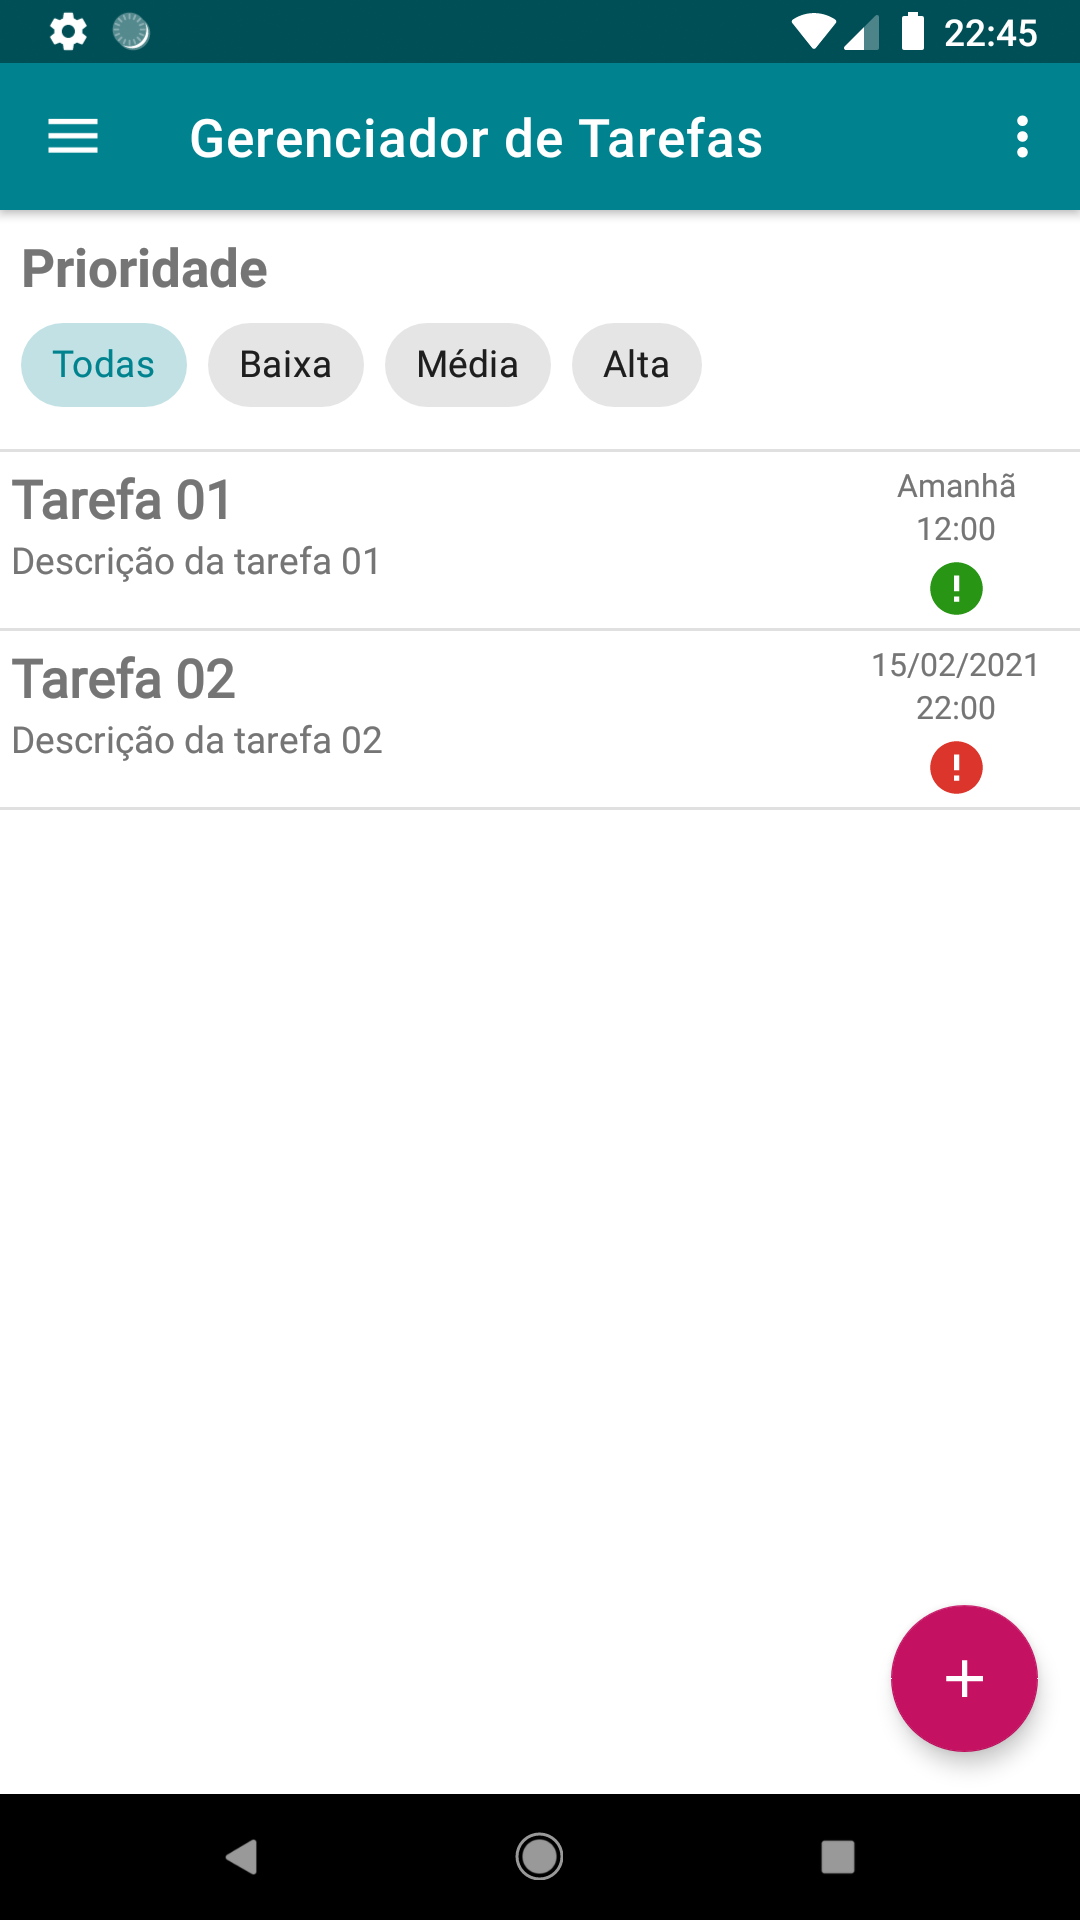 22:45
Gerenciador de Tarefas
Prioridade
Todas Baixa Média Alta
Tarefa 01
Descrição da tarefa 01
Amanhã
12:00
Tarefa 02
Descrição da tarefa 02
15/02/2021
22:00